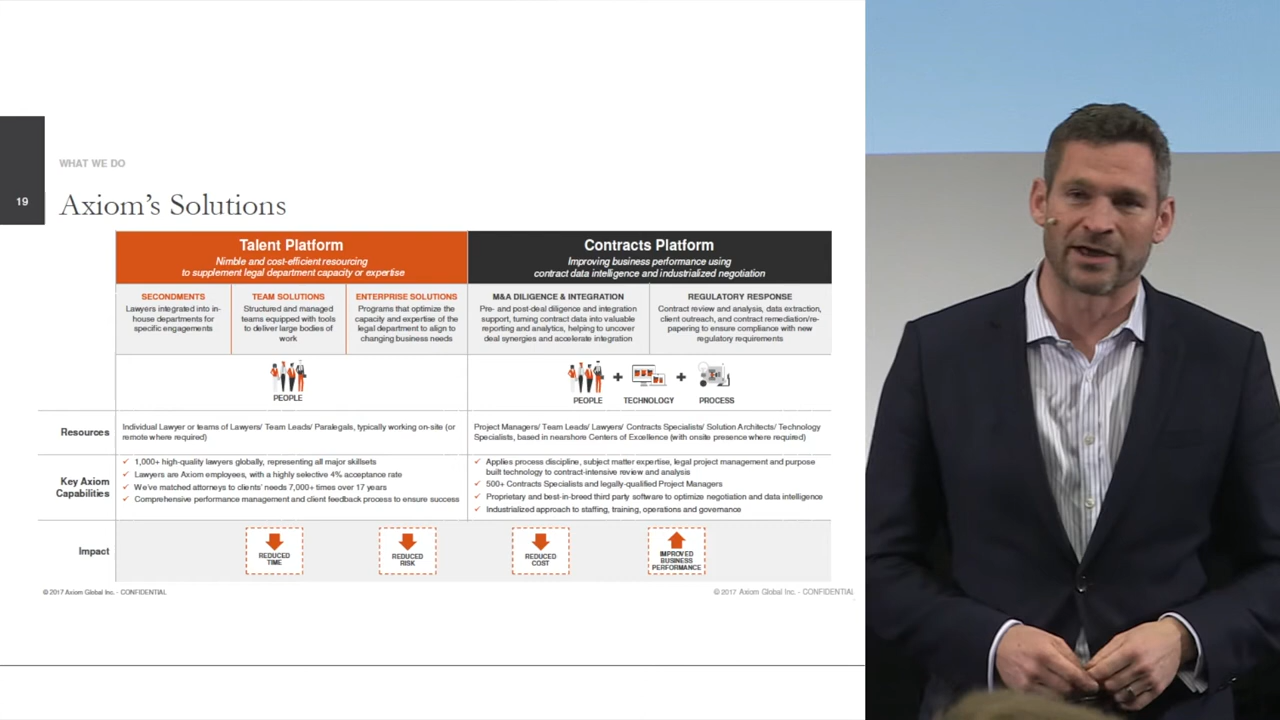 WHAT WE DO
19
Axiom's Solutions
Talent Platform
Nimble and cost-efficient resourcing
to supplement legal department capacity or expertise
Contracts Platform
Improving business performance using
contract data intelligence and industrialized negotiation
SECONDMENTS
Lawyers integrated into in-
house departments for
specific engagements
TEAM SOLUTIONS
Structured and managed
teams equipped with tools
to deliver large bodies of
work
ENTERPRISE SOLUTIONS
Programs that optimize the
capacity and expertise of the
legal department to align to
changing business needs
M&A DILIGENCE & INTEGRATION
Pre- and post-deal diligence and integration
support, turning contract data into valuable
reporting and analytics, helping to uncover
deal synergies and accelerate integration
REGULATORY RESPONSE
Contract review and analysis, data extraction,
client outreach, and contract remediation/re-
papering to ensure compliance with new
regulatory requirements
PEOPLE
PEOPLE + TECHNOLOGY + PROCESS
Resources
Individual Lawyer or teams of Lawyers/ Team Leads/ Paralegals, typically working on-site (or
remote where required)
Project Managers/ Team Leads/ Lawyers/ Contracts Specialists/ Solution Architects/ Technology
Specialists, based in nearshore Centers of Excellence (with onsite presence where required)
Key Axiom
Capabilities
✓ 1,000+ high-quality lawyers globally, representing all major skillsets
✓ Lawyers are Axiom employees, with a highly selective 4% acceptance rate
✓ We've matched attorneys to clients' needs 7,000+ times over 17 years
✓ Comprehensive performance management and client feedback process to ensure success
✓ Applies process discipline, subject matter expertise, legal project management and purpose
built technology to contract-intensive review and analysis
✓ 500+ Contracts Specialists and legally-qualified Project Managers
✓ Proprietary and best-in-breed third party software to optimize negotiation and data intelligence
✓ Industrialized approach to staffing, training, operations and governance
Impact
REDUCED
TIME
REDUCED
RISK
REDUCED
COST
IMPROVED
BUSINESS
PERFORMANCE
© 2017 Axiom Global Inc. - CONFIDENTIAL
© 2017 Axiom Global Inc. - CONFIDENTIAL